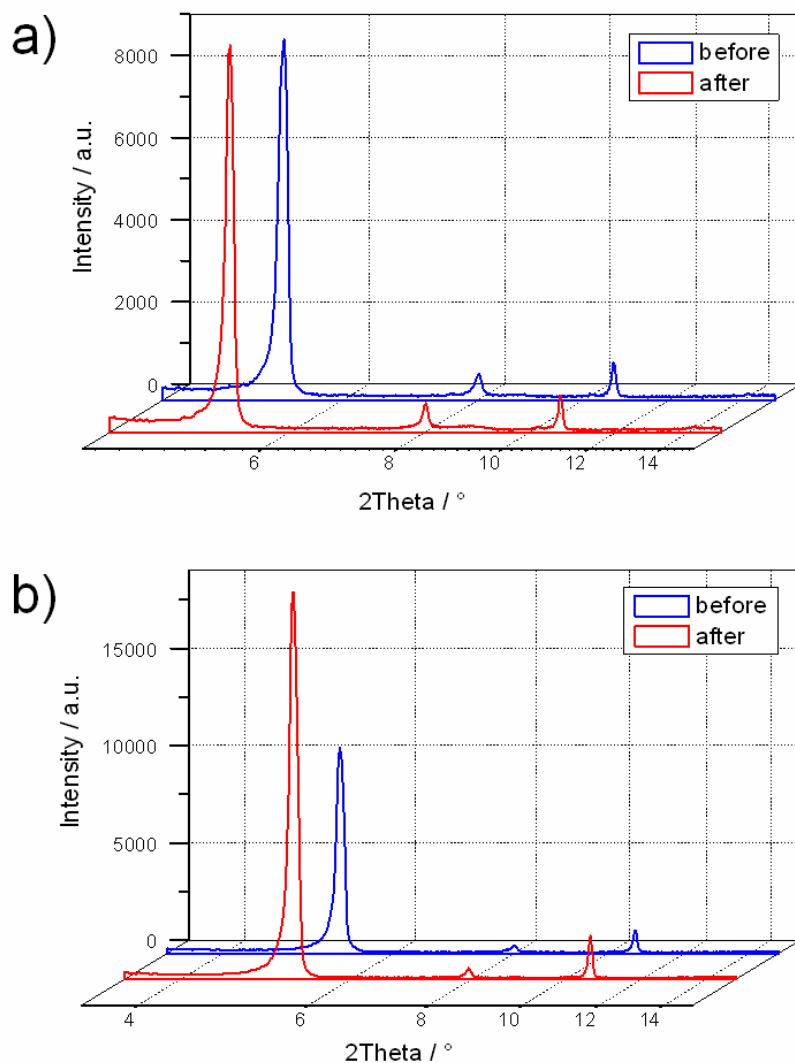 a)
8000
6000
4000
2000
0
Intensity / a.u.
before
after
6 8 10 12 14
2Theta / °
b)
15000
10000
5000
0
Intensity / a.u.
before
after
4 6 8 10 12 14
2Theta / °